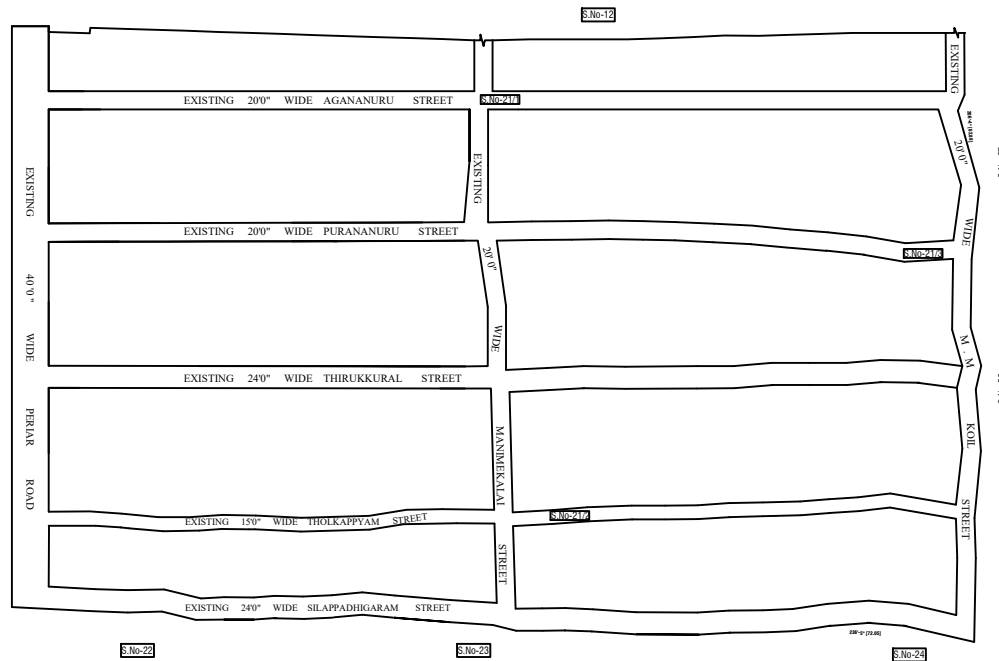 S.No-12
EXISTING 20'0" WIDE AGANANURU STREET
S.No-21/1
EXISTING 20'0" WIDE PURANANURU STREET
S.No-21/3
EXISTING 24'0" WIDE THIRUKKURAL STREET
EXISTING 15'0" WIDE THOLKAPPYAM STREET
S.No-21/2
EXISTING 24'0" WIDE SILAPPADHIGARAM STREET
EXISTING 40'0" WIDE PERIAR ROAD
EXISTING 20'0" WIDE MANIMEKALAI STREET
EXISTING 20'0" WIDE M.M KOIL STREET
S.No-22
S.No-23
S.No-24